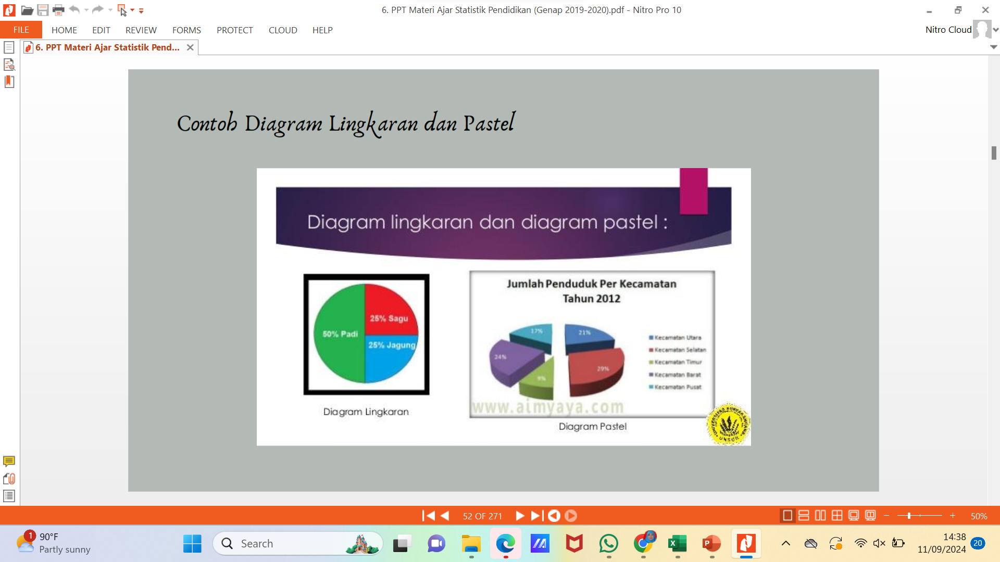 6. PPT Materi Ajar Statistik Pendidikan (Genap 2019-2020).pdf - Nitro Pro 10
FILE HOME EDIT REVIEW FORMS PROTECT CLOUD HELP
Nitro Cloud
6. PPT Materi Ajar Statistik Pend...
Contoh Diagram Lingkaran dan Pastel
Diagram lingkaran dan diagram pastel :
50% Padi
25% Sagu
25% Jagung
Diagram Lingkaran
Jumlah Penduduk Per Kecamatan
Tahun 2012
17%
21%
24%
29%
9%
Kecamatan Utara
Kecamatan Selatan
Kecamatan Timur
Kecamatan Barat
Kecamatan Pusat
www.aimyaya.com
Diagram Pastel
UNSUR
52 OF 271
50%
1
90°F
Partly sunny
Search
14:38
11/09/2024
20